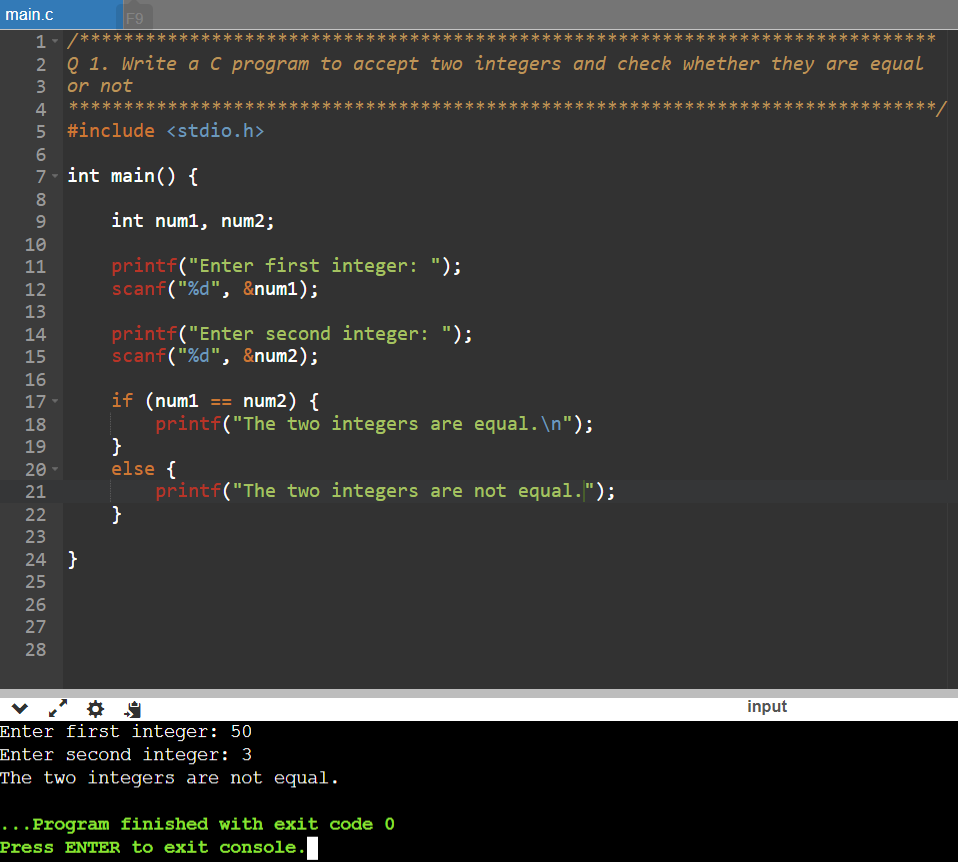 main.c
F9
1 /******************************************************************************
2 Q 1. Write a C program to accept two integers and check whether they are equal
3 or not
4 *******************************************************************************/
5 #include <stdio.h>
6
7 int main() {
8
9 int num1, num2;
10
11 printf("Enter first integer: ");
12 scanf("%d", &num1);
13
14 printf("Enter second integer: ");
15 scanf("%d", &num2);
16
17 if (num1 == num2) {
18 printf("The two integers are equal.\n");
19 }
20 else {
21 printf("The two integers are not equal.");
22 }
23
24 }
25
26
27
28
input
Enter first integer: 50
Enter second integer: 3
The two integers are not equal.
...Program finished with exit code 0
Press ENTER to exit console.